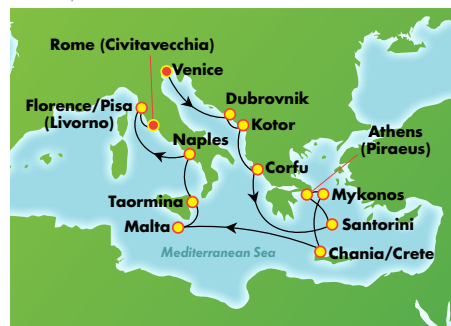 Rome (Civitavecchia)
Venice
Florence/Pisa
(Livorno)
Dubrovnik
Kotor
Athens
(Piraeus)
Naples
Corfu
Mykonos
Taormina
Santorini
Malta
Mediterranean Sea
Chania/Crete